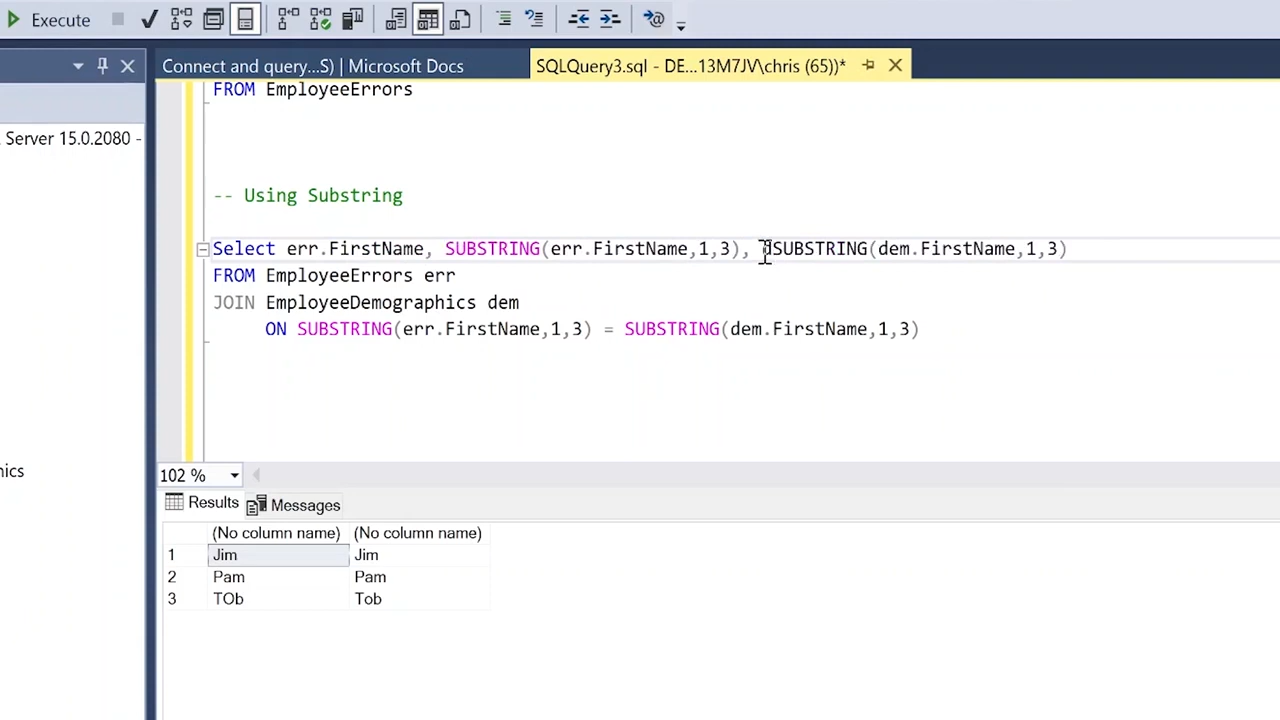 Execute
Connect and query...S) | Microsoft Docs
SQLQuery3.sql - DE...13M7JV\chris (65))*
FROM EmployeeErrors
Server 15.0.2080 -
-- Using Substring
Select err.FirstName, SUBSTRING(err.FirstName,1,3), dSUBSTRING(dem.FirstName,1,3)
FROM EmployeeErrors err
JOIN EmployeeDemographics dem
ON SUBSTRING(err.FirstName,1,3) = SUBSTRING(dem.FirstName,1,3)
nics
102 %
Results Messages
(No column name) (No column name)
1 Jim Jim
2 Pam Pam
3 TOb Tob